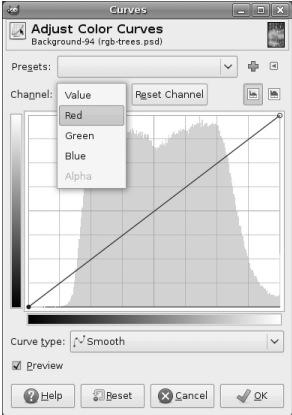 Curves
Adjust Color Curves
Background-94 (rgb-trees.psd)
Presets:
Channel:
Value
Reset Channel
Red
Green
Blue
Alpha
Curve type:
Smooth
Preview
Help
Reset
Cancel
OK